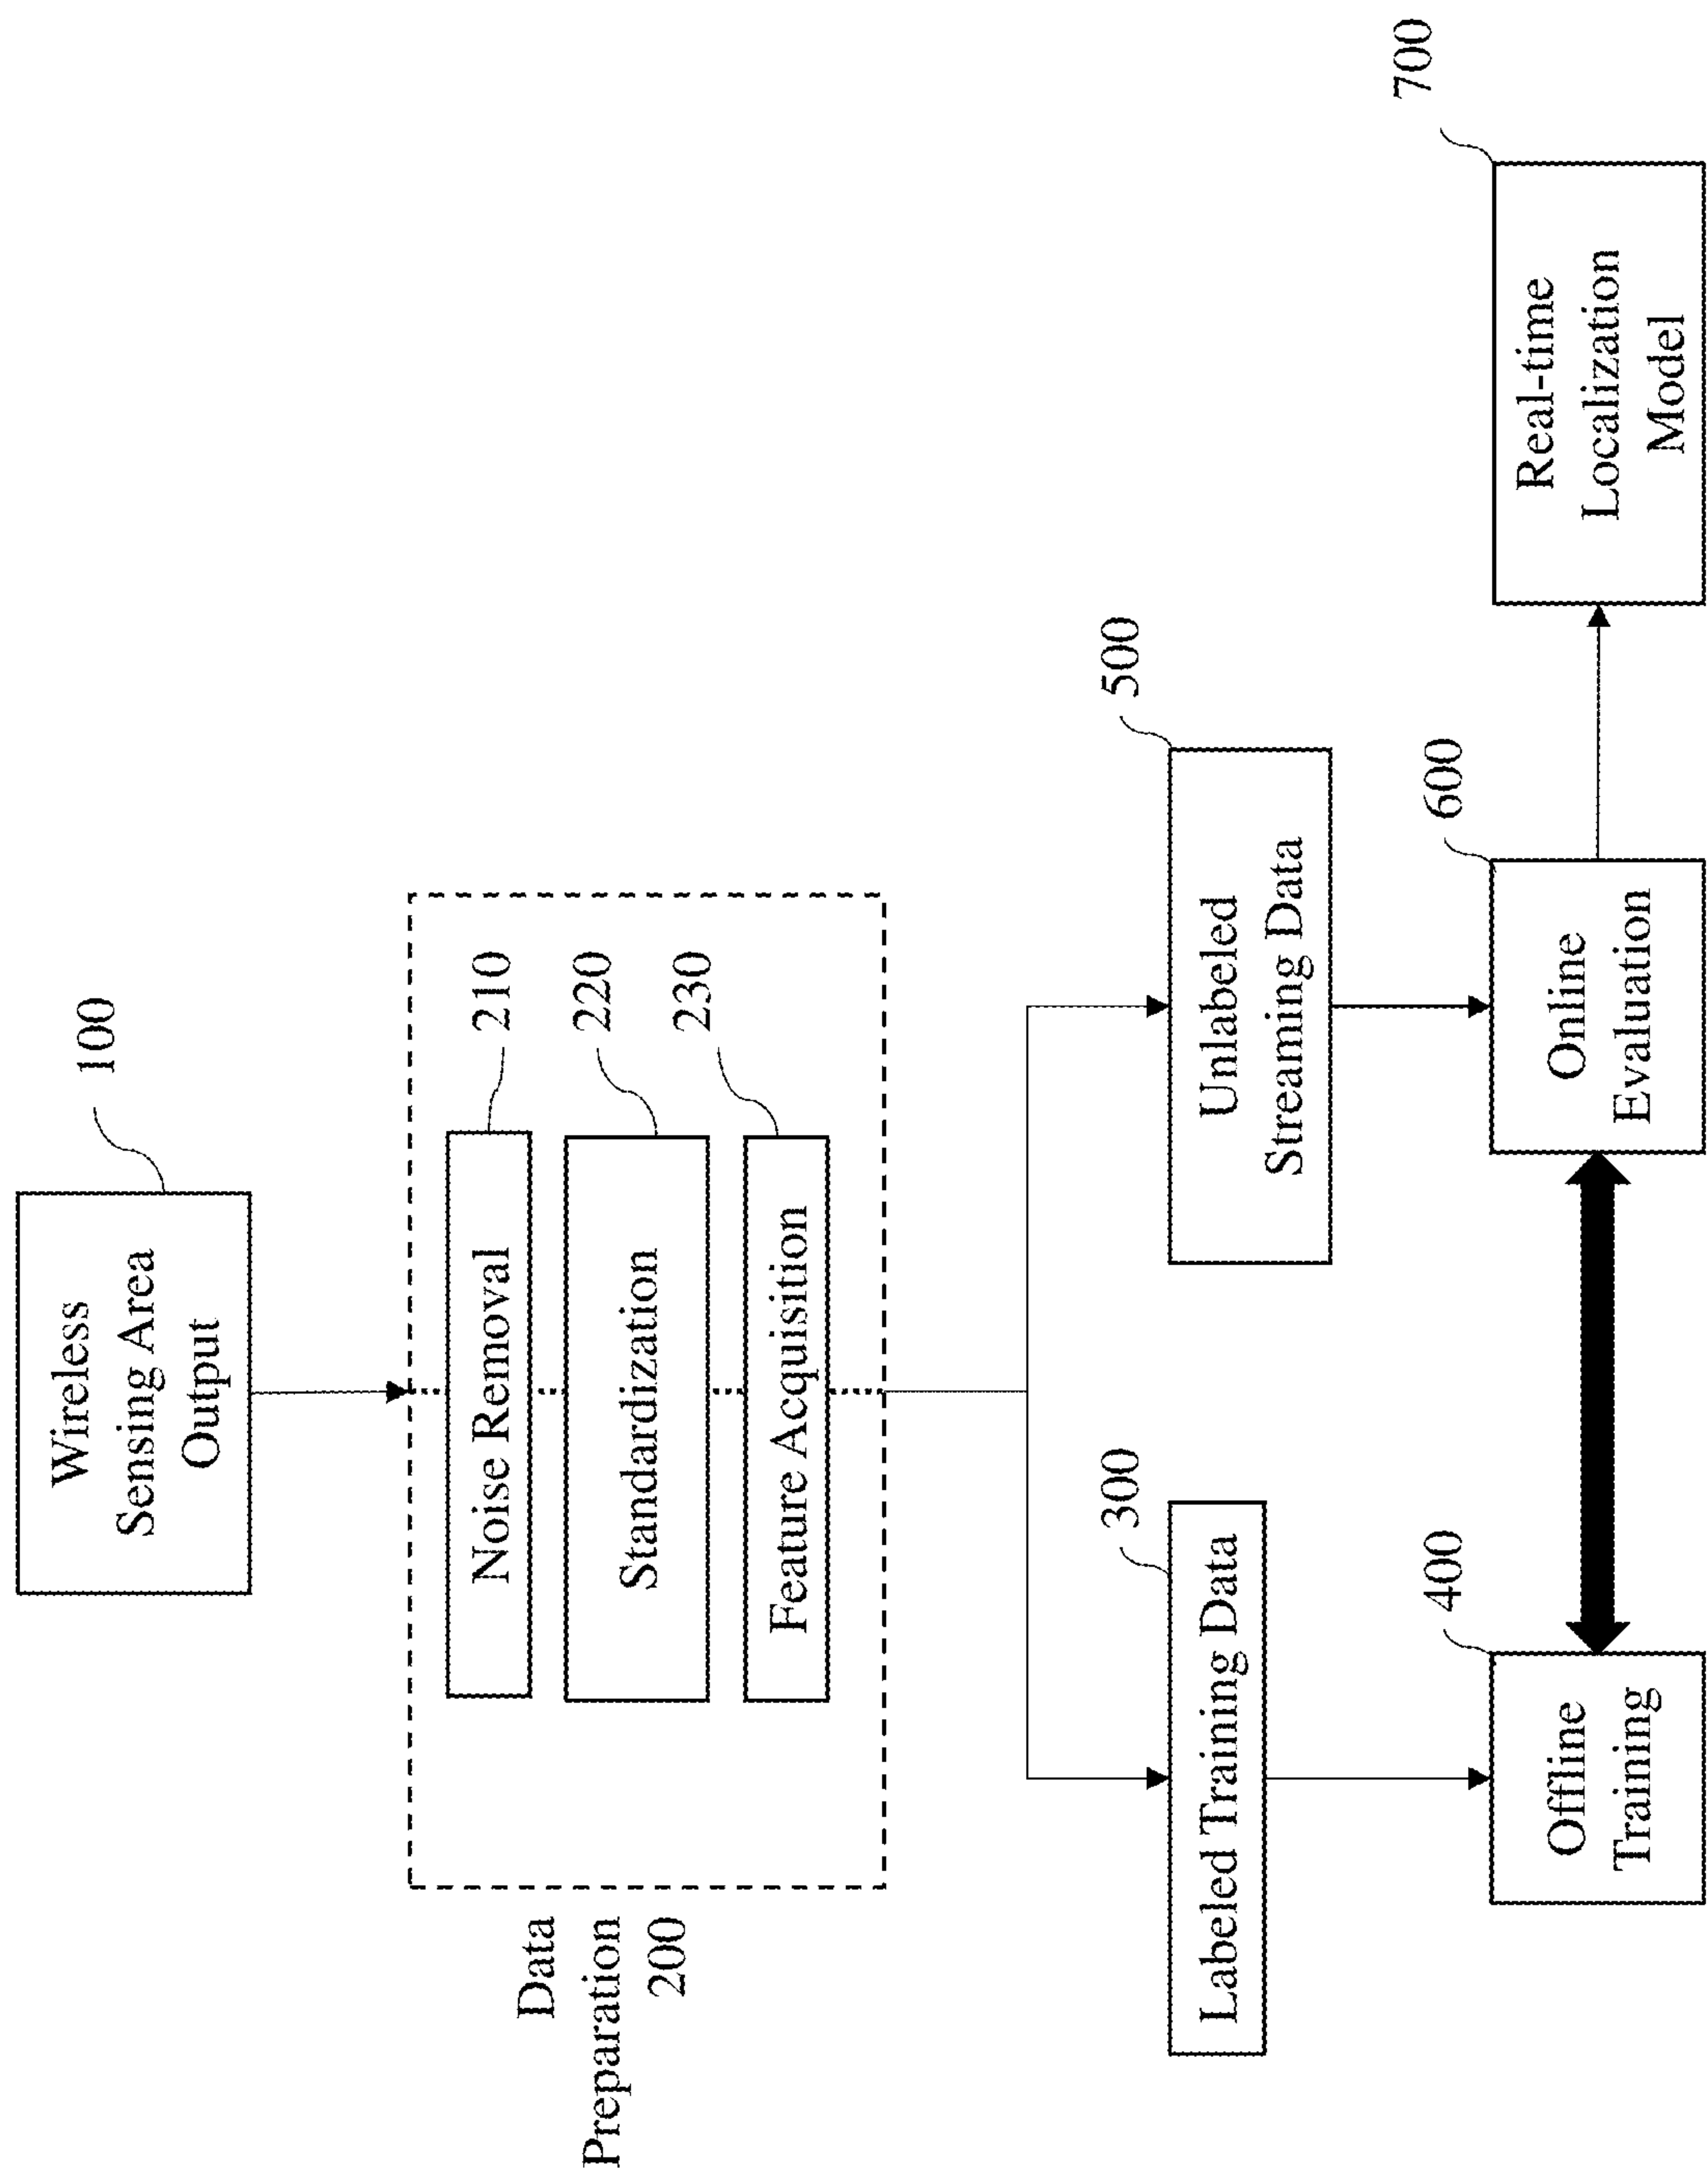 100
Wireless
Sensing Area
Output
Data
Preparation
200
Noise Removal
210
Standardization
220
Feature Acquisition
230
300
Labeled Training Data
500
Unlabeled
Streaming Data
400
Offline
Training
600
Online
Evaluation
700
Real-time
Localization
Model